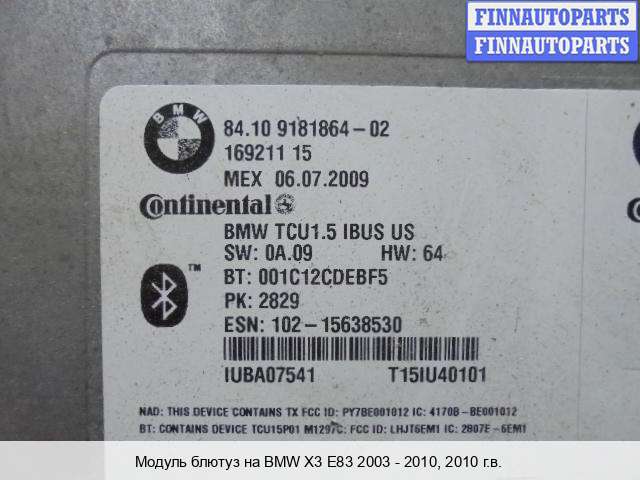 FINNAUTOPARTS
FINNAUTOPARTS
BMW
84.10 9181864-02
169211 15
MEX 06.07.2009
Continental
BMW TCU1.5 IBUS US
SW: 0A.09 HW: 64
™
BT: 001C12CDEBF5
PK: 2829
ESN: 102-15638530
IUBA07541 T15IU40101
NAD: THIS DEVICE CONTAINS TX FCC ID: PY7BE001012 IC: 4170B-BE001012
BT: CONTAINS DEVICE TCU15P01 M1297C: FCC ID: LHJT6EM1 IC: 2807E-6EM1
Модуль блютуз на BMW X3 E83 2003 - 2010, 2010 г.в.